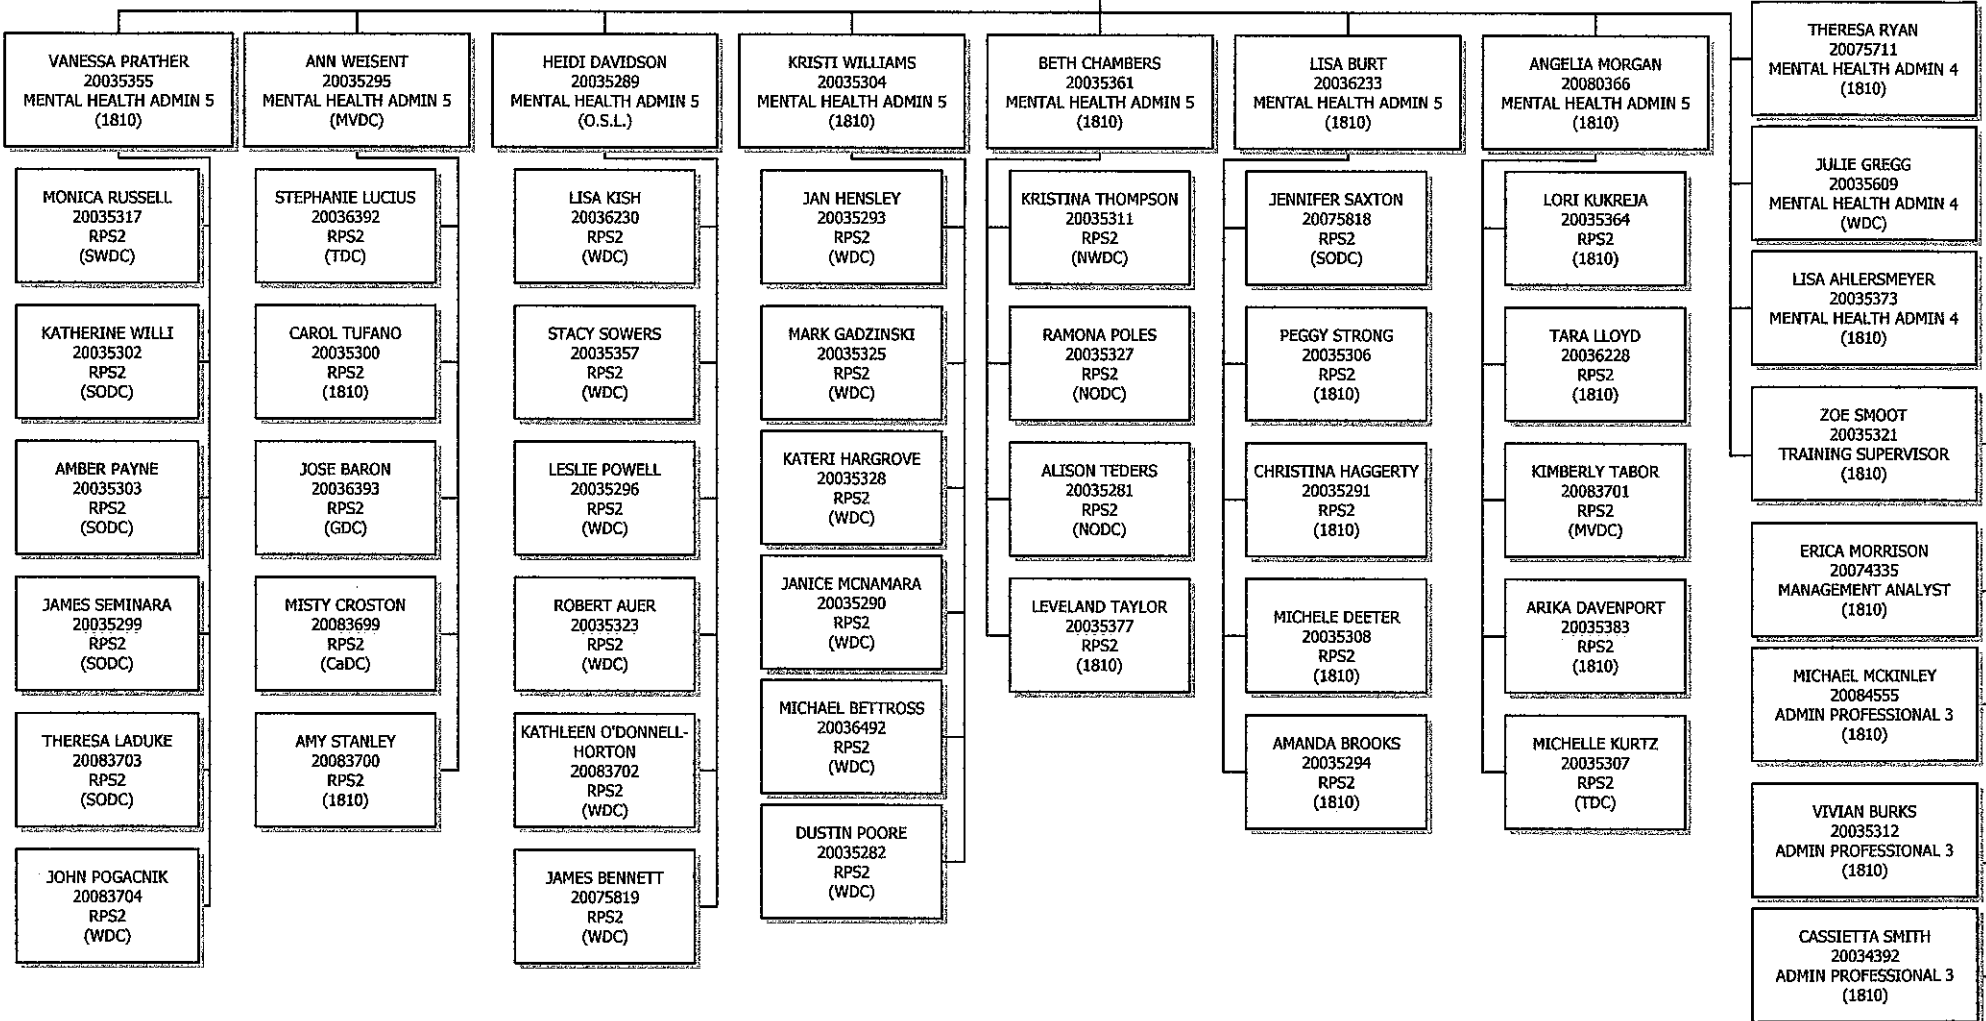 VANESSA PRATHER
20035355
MENTAL HEALTH ADMIN 5
(1810)
MONICA RUSSELL
20035317
RPS2
(SWDC)
KATHERINE WILLI
20035302
RPS2
(SODC)
AMBER PAYNE
20035303
RPS2
(SODC)
JAMES SEMINARA
20035299
RPS2
(SODC)
THERESA LADUKE
20083703
RPS2
(SODC)
JOHN POGACNIK
20083704
RPS2
(WDC)
ANN WEISENT
20035295
MENTAL HEALTH ADMIN 5
(MVDC)
STEPHANIE LUCIUS
20036392
RPS2
(TDC)
CAROL TUFANO
20035300
RPS2
(1810)
JOSE BARON
20036393
RPS2
(GDC)
MISTY CROSTON
20083699
RPS2
(CaDC)
AMY STANLEY
20083700
RPS2
(1810)
HEIDI DAVIDSON
20035289
MENTAL HEALTH ADMIN 5
(O.S.L.)
LISA KISH
20036230
RPS2
(WDC)
STACY SOWERS
20035357
RPS2
(WDC)
LESLIE POWELL
20035296
RPS2
(WDC)
ROBERT AUER
20035323
RPS2
(WDC)
KATHLEEN O'DONNELL-
HORTON
20083702
RPS2
(WDC)
JAMES BENNETT
20075819
RPS2
(WDC)
KRISTI WILLIAMS
20035304
MENTAL HEALTH ADMIN 5
(1810)
JAN HENSLEY
20035293
RPS2
(WDC)
MARK GADZINSKI
20035325
RPS2
(WDC)
KATERI HARGROVE
20035328
RPS2
(WDC)
JANICE MCNAMARA
20035290
RPS2
(WDC)
MICHAEL BETTROSS
20036492
RPS2
(WDC)
DUSTIN POORE
20035282
RPS2
(WDC)
BETH CHAMBERS
20035361
MENTAL HEALTH ADMIN 5
(1810)
KRISTINA THOMPSON
20035311
RPS2
(NWDC)
RAMONA POLES
20035327
RPS2
(NODC)
ALISON TEDERS
20035281
RPS2
(NODC)
LEVELAND TAYLOR
20035377
RPS2
(1810)
LISA BURT
20036233
MENTAL HEALTH ADMIN 5
(1810)
JENNIFER SAXTON
20075818
RPS2
(SODC)
PEGGY STRONG
20035306
RPS2
(1810)
CHRISTINA HAGGERTY
20035291
RPS2
(1810)
MICHELE DEETER
20035308
RPS2
(1810)
AMANDA BROOKS
20035294
RPS2
(1810)
ANGELIA MORGAN
20080366
MENTAL HEALTH ADMIN 5
(1810)
LORI KUKREJA
20035364
RPS2
(1810)
TARA LLOYD
20036228
RPS2
(1810)
KIMBERLY TABOR
20083701
RPS2
(MVDC)
ARIKA DAVENPORT
20035383
RPS2
(1810)
MICHELLE KURTZ
20035307
RPS2
(TDC)
THERESA RYAN
20075711
MENTAL HEALTH ADMIN 4
(1810)
JULIE GREGG
20035609
MENTAL HEALTH ADMIN 4
(WDC)
LISA AHLERSMEYER
20035373
MENTAL HEALTH ADMIN 4
(1810)
ZOE SMOOT
20035321
TRAINING SUPERVISOR
(1810)
ERICA MORRISON
20074335
MANAGEMENT ANALYST
(1810)
MICHAEL MCKINLEY
20084555
ADMIN PROFESSIONAL 3
(1810)
VIVIAN BURKS
20035312
ADMIN PROFESSIONAL 3
(1810)
CASSIETTA SMITH
20034392
ADMIN PROFESSIONAL 3
(1810)